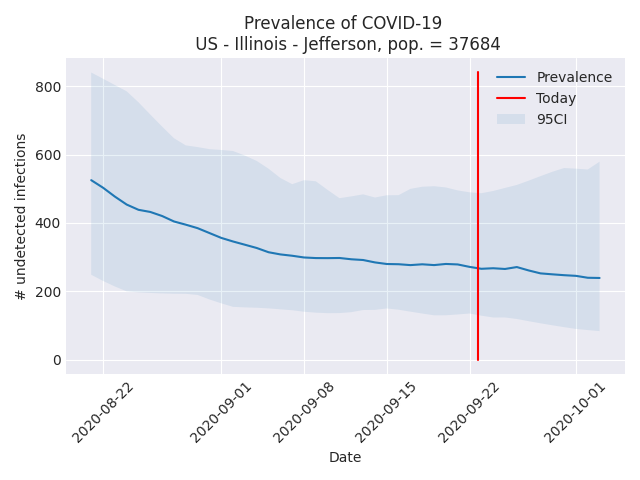 Prevalence of COVID-19
US - Illinois - Jefferson, pop. = 37684
Prevalence
Today
95CI
# undetected infections
800
600
400
200
0
2020-08-22
2020-09-01
2020-09-08
2020-09-15
2020-09-22
2020-10-01
Date